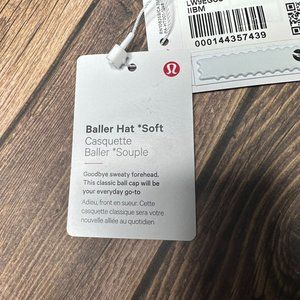 IIBM
000144357439
Baller Hat *Soft
Casquette
Baller *Souple
Goodbye sweaty forehead.
This classic ball cap will be
your everyday go-to
Adieu, front en sueur. Cette
casquette classique sera votre
nouvelle alliée au quotidien